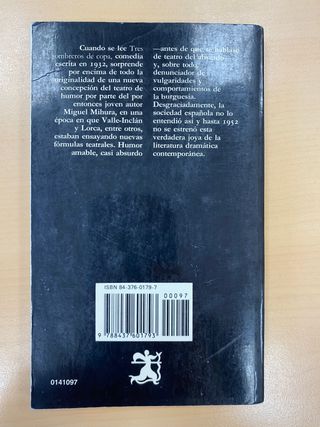 Cuando se lée Tres
sombreros de copa, comedia
escrita en 1932, sorprende
por encima de todo la
originalidad de una nueva
concepción del teatro de
humor por parte del por
entonces joven autor
Miguel Mihura, en una
época en que Valle-Inclán
y Lorca, entre otros,
estaban ensayando nuevas
fórmulas teatrales. Humor
amable, casi absurdo
—antes de que se hablase
de teatro del absurdo—
y, sobre todo,
denunciador de
vulgaridades y
comportamientos de
la burguesía.
Desgraciadamente, la
sociedad española no lo
entendió así y hasta 1952
no se estrenó esta
verdadera joya de la
literatura dramática
contemporánea.
ISBN 84-376-0179-7
00097
9 788437 601793
0141097